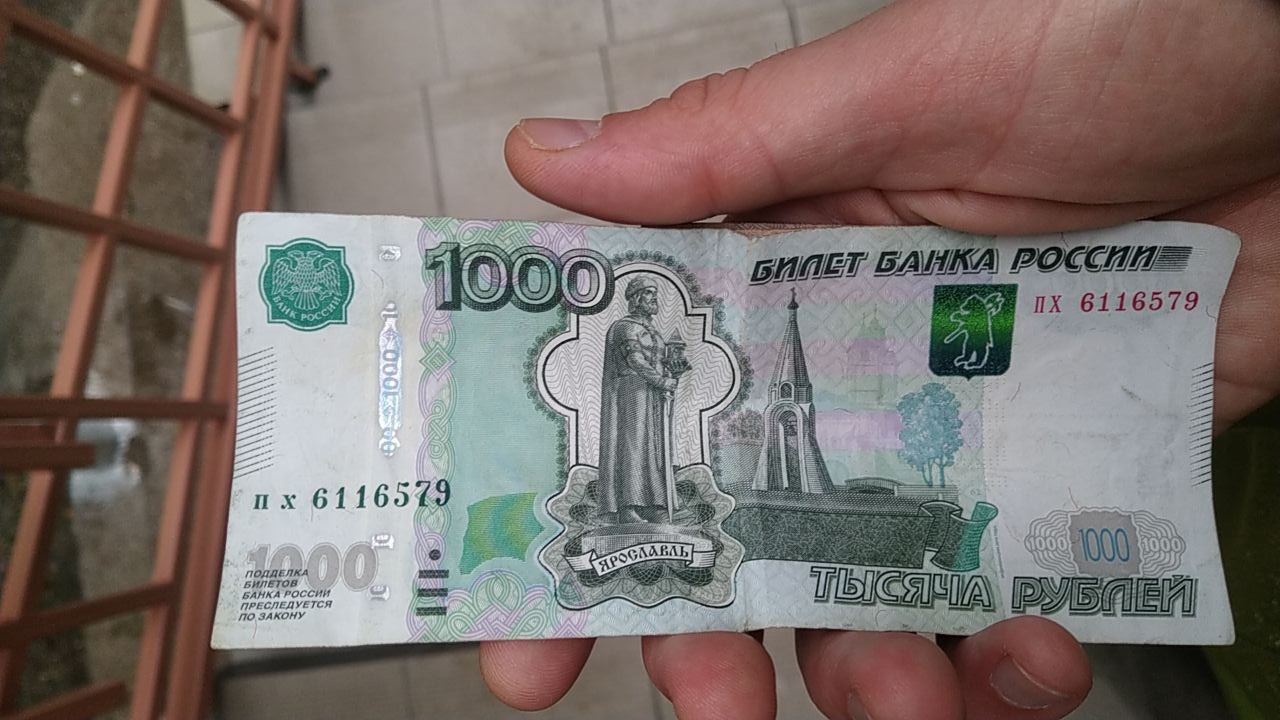 1000
БИЛЕТ БАНКА РОССИИ
БАНК РОССИИ
пх 6116579
пх 6116579
ЯРОСЛАВЛЬ
1000
1000 1000 1000
ПОДДЕЛКА
БИЛЕТОВ
БАНКА РОССИИ
ПРЕСЛЕДУЕТСЯ
ПО ЗАКОНУ
ТЫСЯЧА РУБЛЕЙ